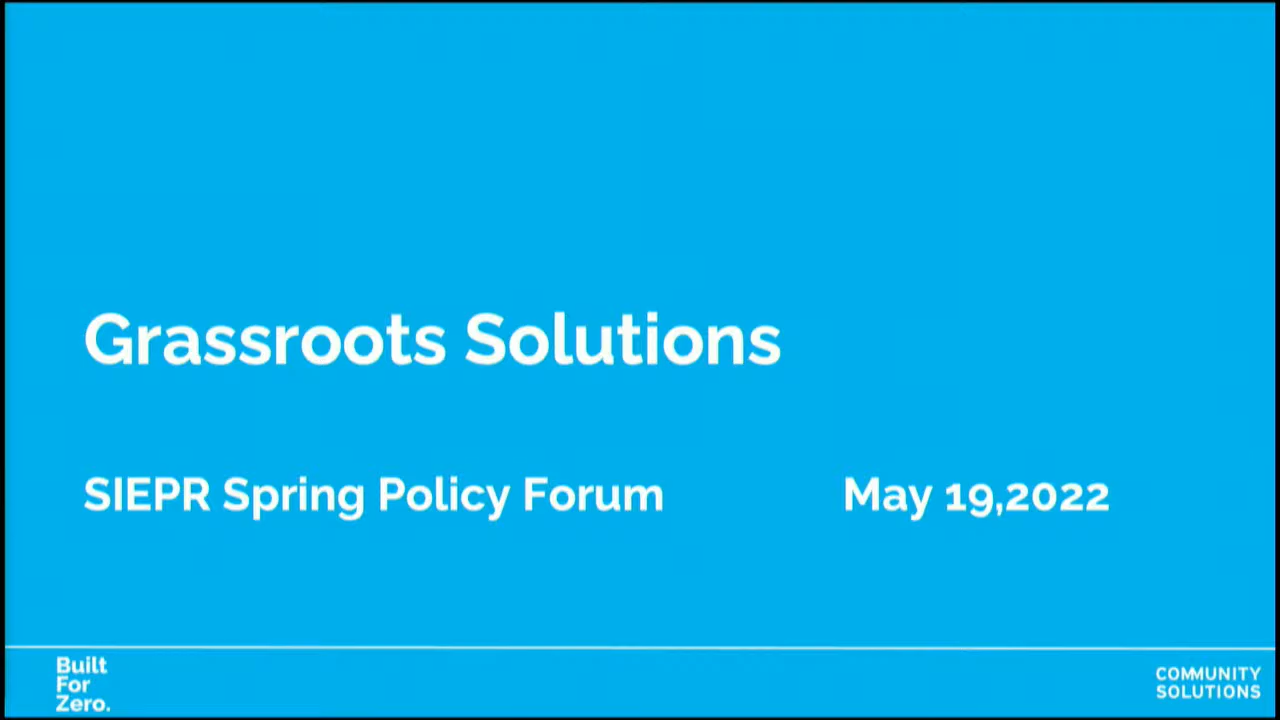 Grassroots Solutions
SIEPR Spring Policy Forum May 19,2022
Built
For
Zero.
COMMUNITY
SOLUTIONS